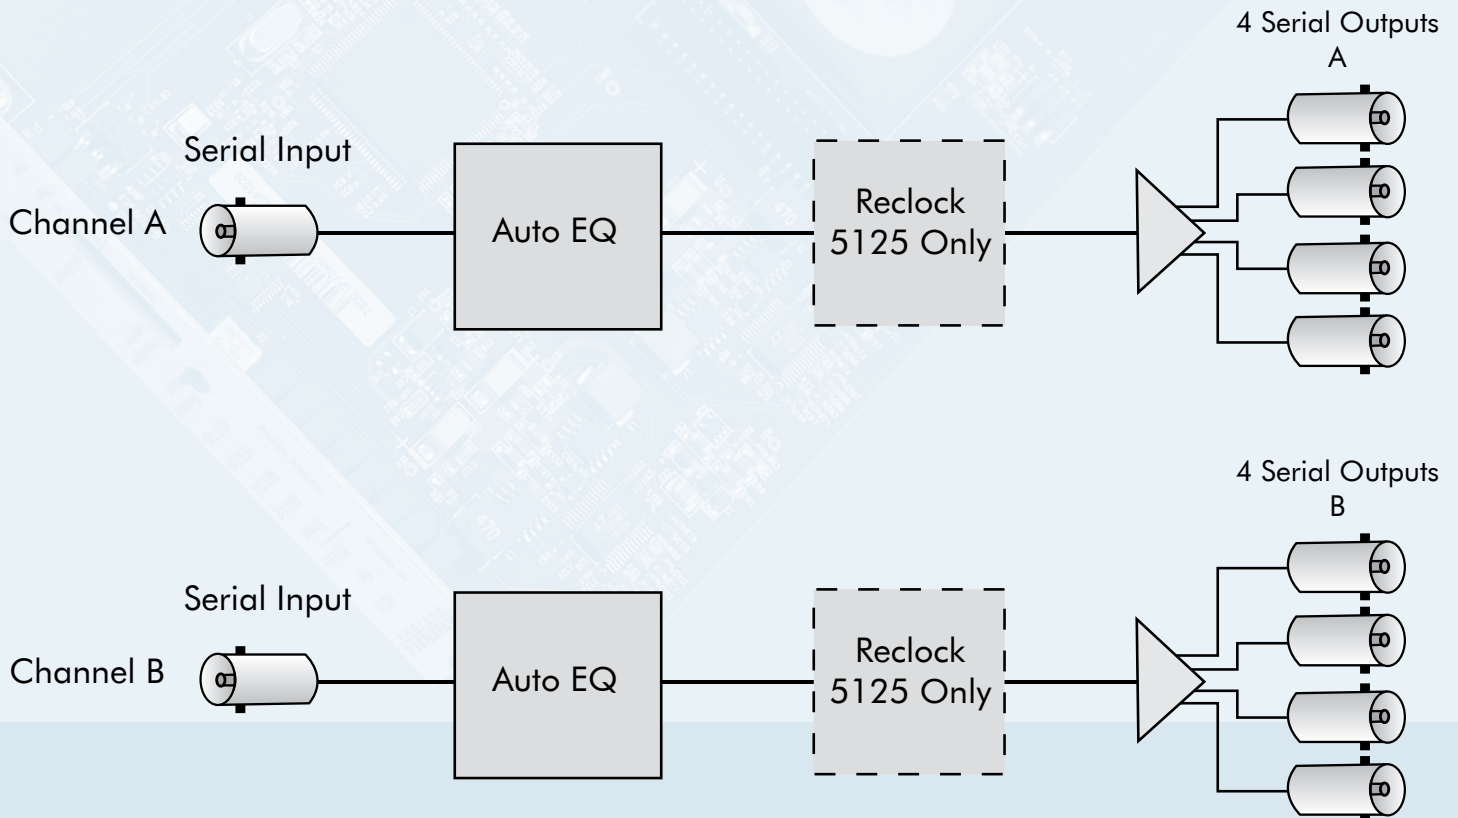 4 Serial Outputs
A
Serial Input
Channel A
Auto EQ
Reclock
5125 Only
4 Serial Outputs
B
Serial Input
Channel B
Auto EQ
Reclock
5125 Only